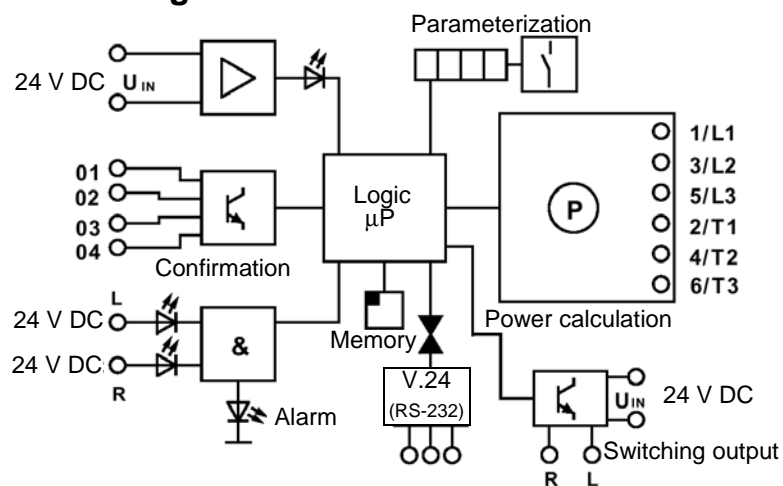 Parameterization
24 V DC U IN
1/L1
3/L2
5/L3
2/T1
4/T2
6/T3
P
01
02
03
04
Logic
µP
Confirmation
L
24 V DC
24 V DC
R
&
Alarm
Memory
Power calculation
V.24
(RS-232)
24 V DC
U IN
Switching output
R L